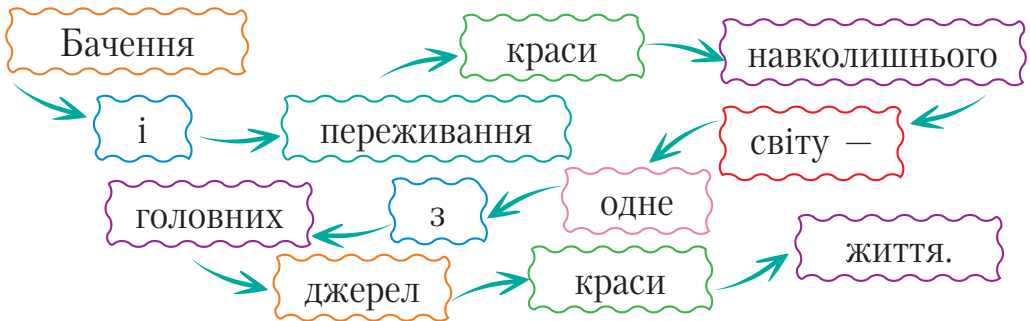 Бачення
і
переживання
краси
навколишнього
світу –
одне
з
головних
джерел
краси
життя.